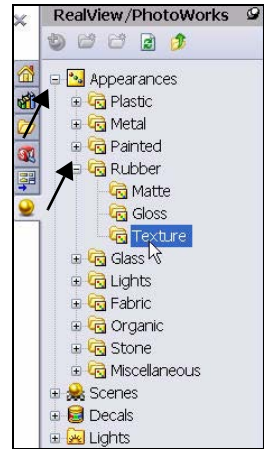 RealView/PhotoWorks
Appearances
Plastic
Metal
Painted
Rubber
Matte
Gloss
Texture
Glass
Lights
Fabric
Organic
Stone
Miscellaneous
Scenes
Decals
Lights